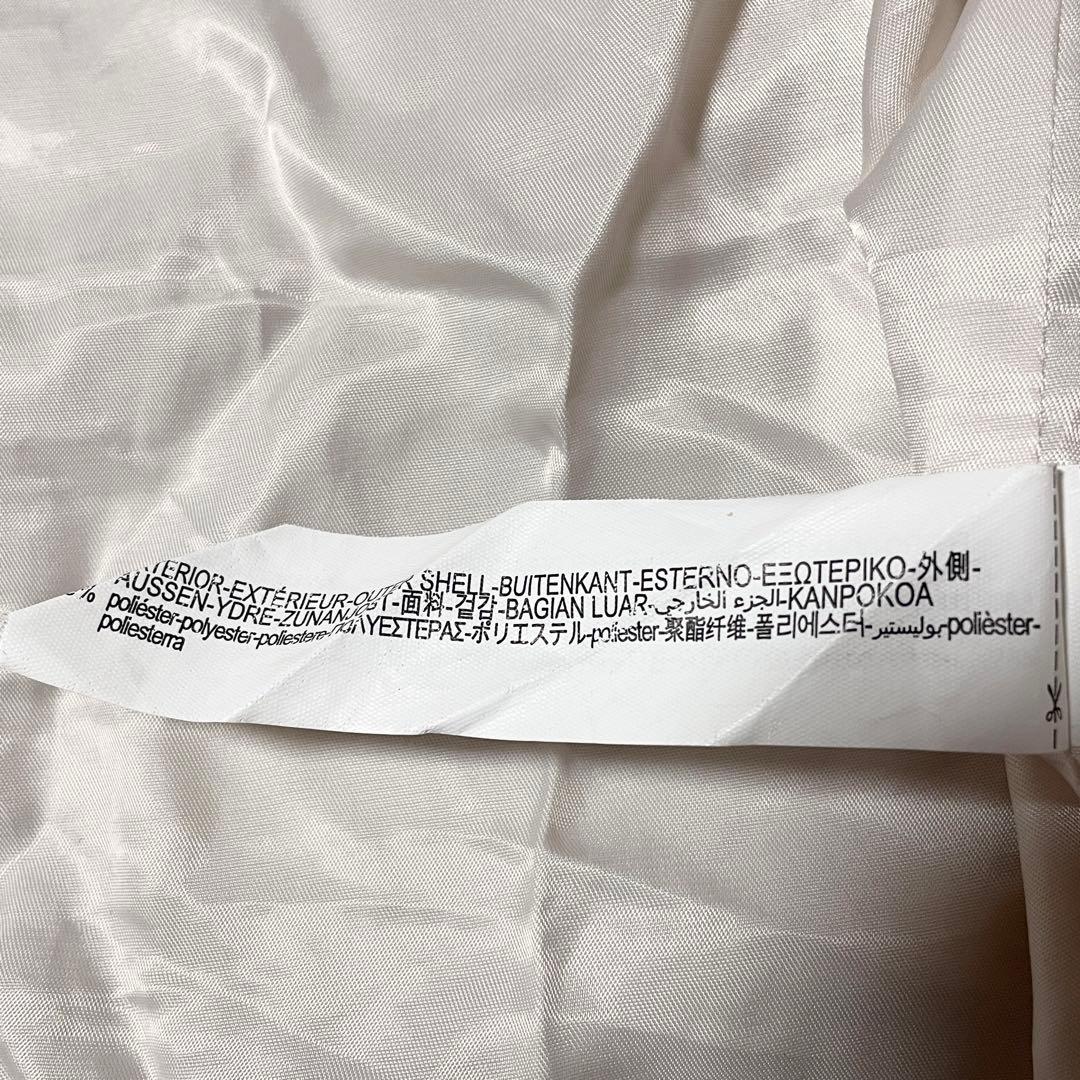 EXTÉRIEUR-OUTER SHELL-BUITENKANT-ESTERNO-ΕΞΩΤΕΡΙΚΟ-外側-
AUSSEN-YDRE-ZUNANJOST-面料-겉감-BAGIAN LUAR-الجزء الخارجي-KANPOKOA
% poliéster-polyester-poliestere-ΠΟΛΥΕΣΤΕΡΑΣ-ポリエステル-poliester-聚酯纤维-폴리에스터-بوليستير-polièster-
poliesterra